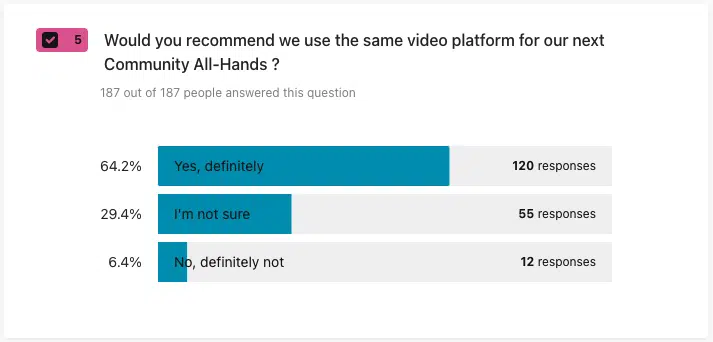 5
Would you recommend we use the same video platform for our next
Community All-Hands ?
187 out of 187 people answered this question
64.2% Yes, definitely 120 responses
29.4% I'm not sure 55 responses
6.4% No, definitely not 12 responses